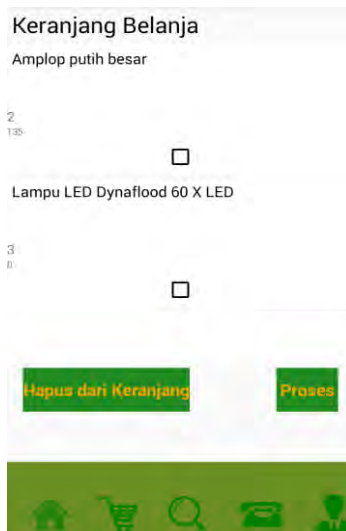 Keranjang Belanja
Amplop putih besar
2
135
Lampu LED Dynaflood 60 X LED
3
Hapus dari Keranjang
Proses